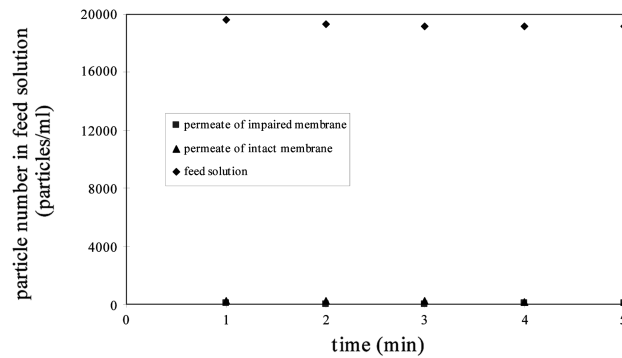 particle number in feed solution
(particles/ml)
20000
16000
12000
8000
4000
0
permeate of impaired membrane
permeate of intact membrane
feed solution
0 1 2 3 4 5
time (min)